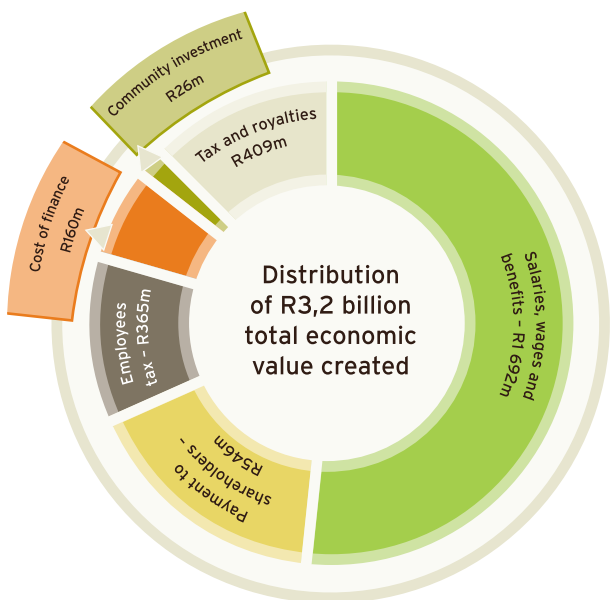 Community investment
R26m
Tax and royalties
R409m
Cost of finance
R160m
Employees
tax – R365m
Distribution
of R3,2 billion
total economic
value created
Salaries, wages and
benefits – R1 692m
Payment to
shareholders –
R546m